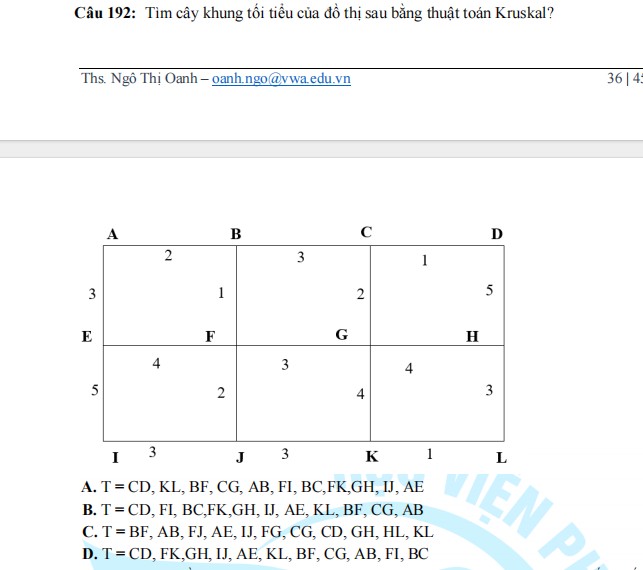 Câu 192: Tìm cây khung tối tiểu của đồ thị sau bằng thuật toán Kruskal?
Ths. Ngô Thị Oanh – oanh.ngo@vwa.edu.vn 36 | 45
A B C D
2 3 1
3 1 2 5
E F G H
4 3 4
5 2 4 3
I 3 J 3 K 1 L
A. T = CD, KL, BF, CG, AB, FI, BC,FK,GH, IJ, AE
B. T = CD, FI, BC,FK,GH, IJ, AE, KL, BF, CG, AB
C. T = BF, AB, FJ, AE, IJ, FG, CG, CD, GH, HL, KL
D. T = CD, FK,GH, IJ, AE, KL, BF, CG, AB, FI, BC
VIỆN